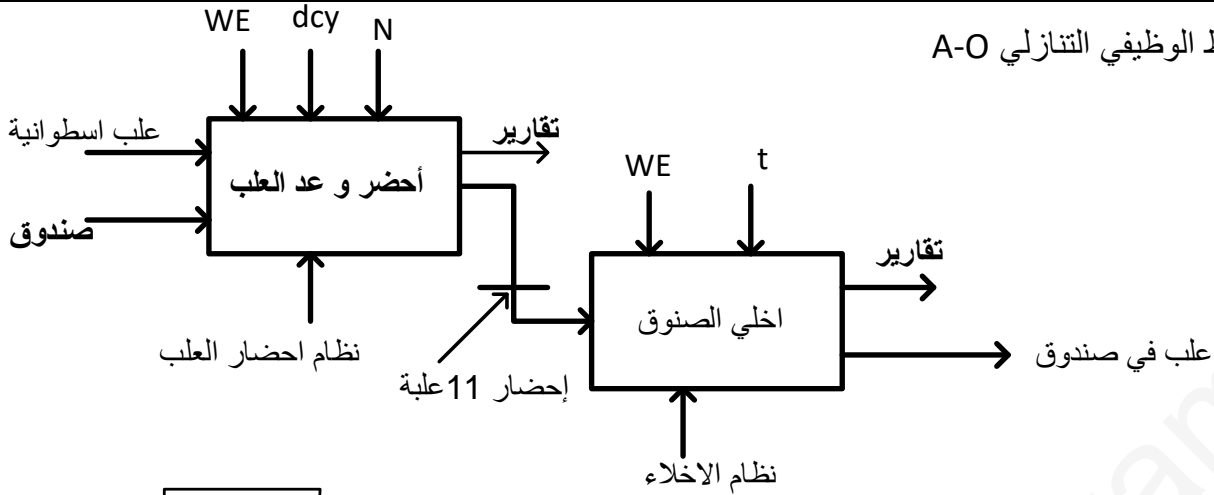 ط الوظيفي التنازلي A-O
WE dcy N
علب اسطوانية
تقارير
أحضر و عد العلب
صندوق
WE t
تقارير
اخلي الصنوق
نظام احضار العلب
علب في صندوق
إحضار 11علبة
نظام الاخلاء